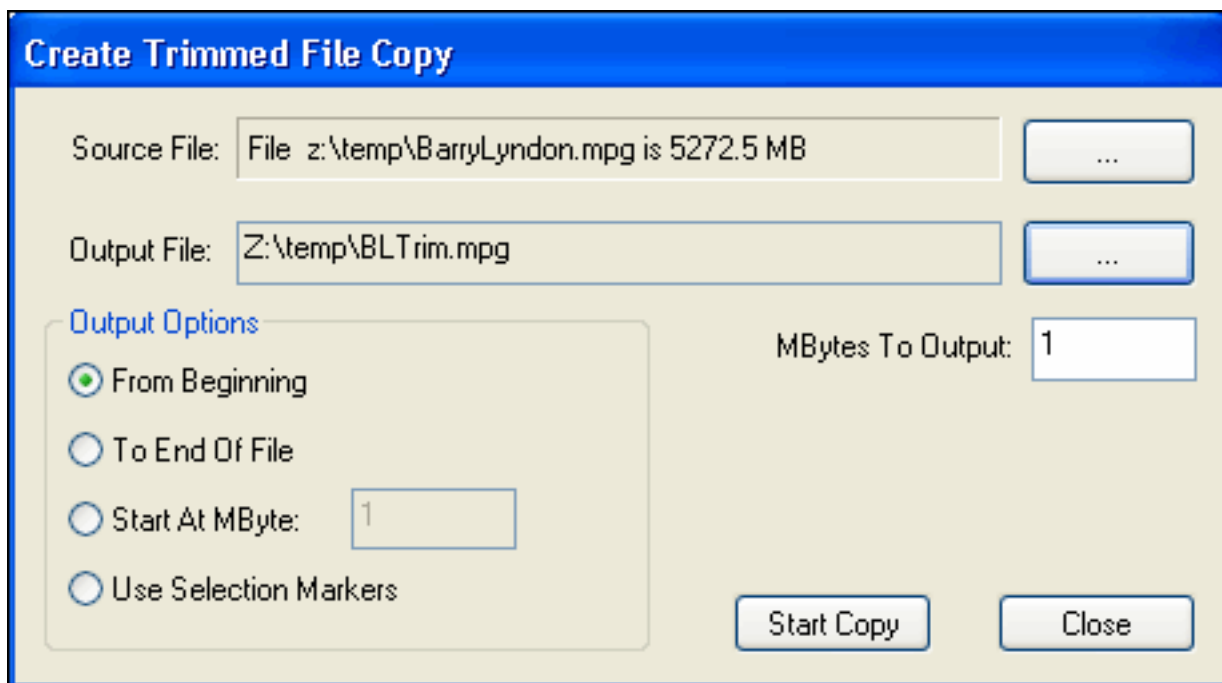 Create Trimmed File Copy
Source File: File z:\temp\BarryLyndon.mpg is 5272.5 MB ...
Output File: Z:\temp\BLTrim.mpg ...
Output Options
MBytes To Output: 1
From Beginning
To End Of File
Start At MByte: 1
Use Selection Markers
Start Copy Close